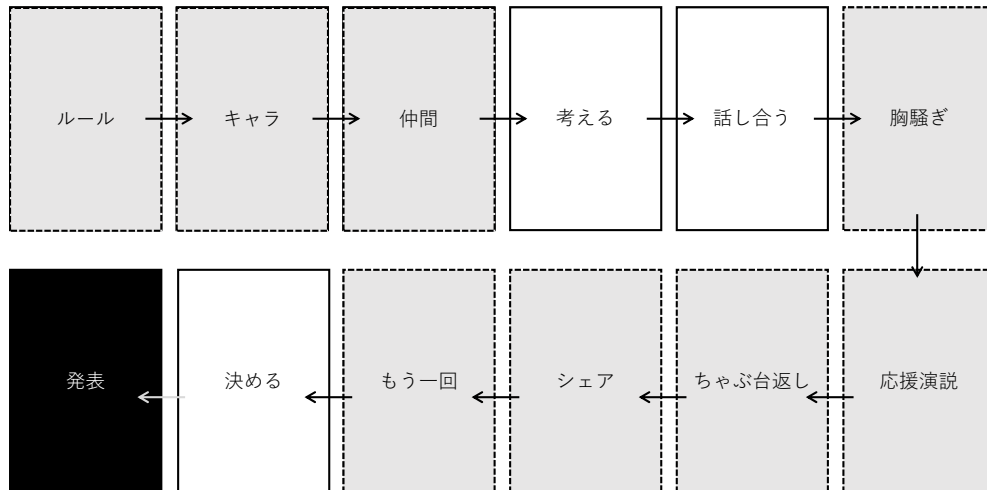 ルール
キャラ
仲間
考える
話し合う
胸騒ぎ
応援演説
ちゃぶ台返し
シェア
もう一回
決める
発表